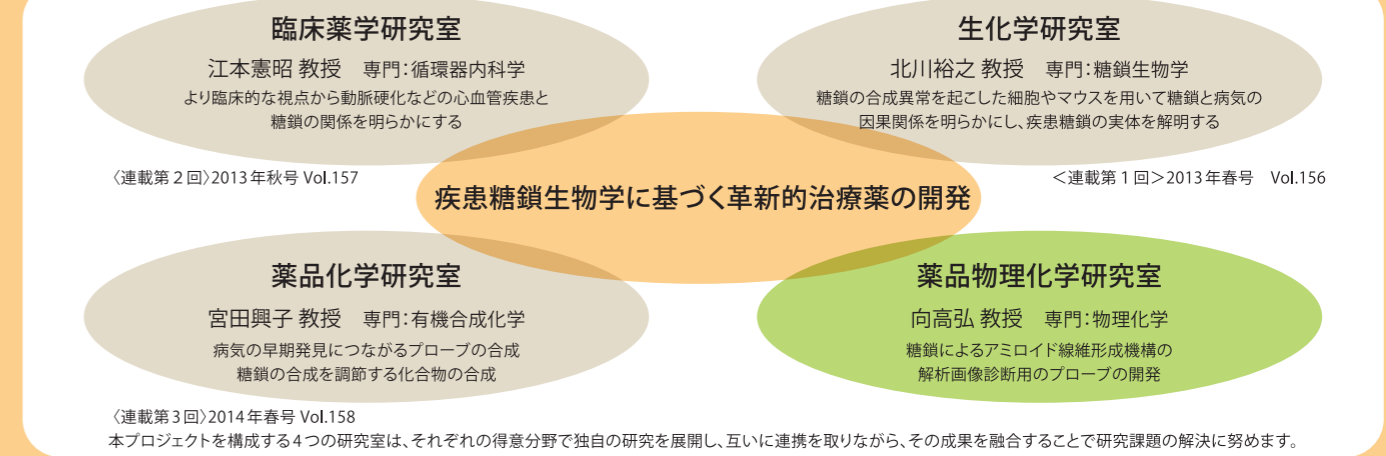 臨床薬学研究室
江本憲昭 教授 専門:循環器内科学
より臨床的な視点から動脈硬化などの心血管疾患と
糖鎖の関係を明らかにする
〈連載第2回〉2013年秋号 Vol.157
生化学研究室
北川裕之 教授 専門:糖鎖生物学
糖鎖の合成異常を起こした細胞やマウスを用いて糖鎖と病気の
因果関係を明らかにし、疾患糖鎖の実体を解明する
<連載第1回>2013年春号 Vol.156
疾患糖鎖生物学に基づく革新的治療薬の開発
薬品化学研究室
宮田興子 教授 専門:有機合成化学
病気の早期発見につながるプローブの合成
糖鎖の合成を調節する化合物の合成
〈連載第3回〉2014年春号 Vol.158
薬品物理化学研究室
向高弘 教授 専門:物理化学
糖鎖によるアミロイド線維形成機構の
解析画像診断用のプローブの開発
本プロジェクトを構成する4つの研究室は、それぞれの得意分野で独自の研究を展開し、互いに連携を取りながら、その成果を融合することで研究課題の解決に努めます。